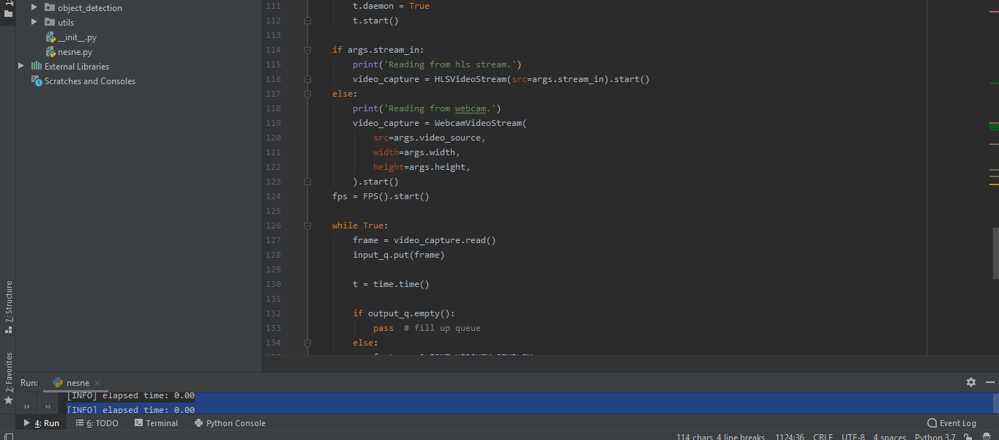 object_detection
utils
__init__.py
nesne.py
External Libraries
Scratches and Consoles
7: Structure
2: Favorites
111 t.daemon = True
112 t.start()
113
114 if args.stream_in:
115 print('Reading from hls stream.')
116 video_capture = HLSVideoStream(src=args.stream_in).start()
117 else:
118 print('Reading from webcam.')
119 video_capture = WebcamVideoStream(
120 src=args.video_source,
121 width=args.width,
122 height=args.height,
123 ).start()
124 fps = FPS().start()
125
126 while True:
127 frame = video_capture.read()
128 input_q.put(frame)
129
130 t = time.time()
131
132 if output_q.empty():
133 pass # fill up queue
134 else:
Run: nesne
[INFO] elapsed time: 0.00
[INFO] elapsed time: 0.00
4: Run 6: TODO Terminal Python Console Event Log
114 chars, 4 line breaks 1124:36 CRLF UTF-8 4 spaces Python 3.7